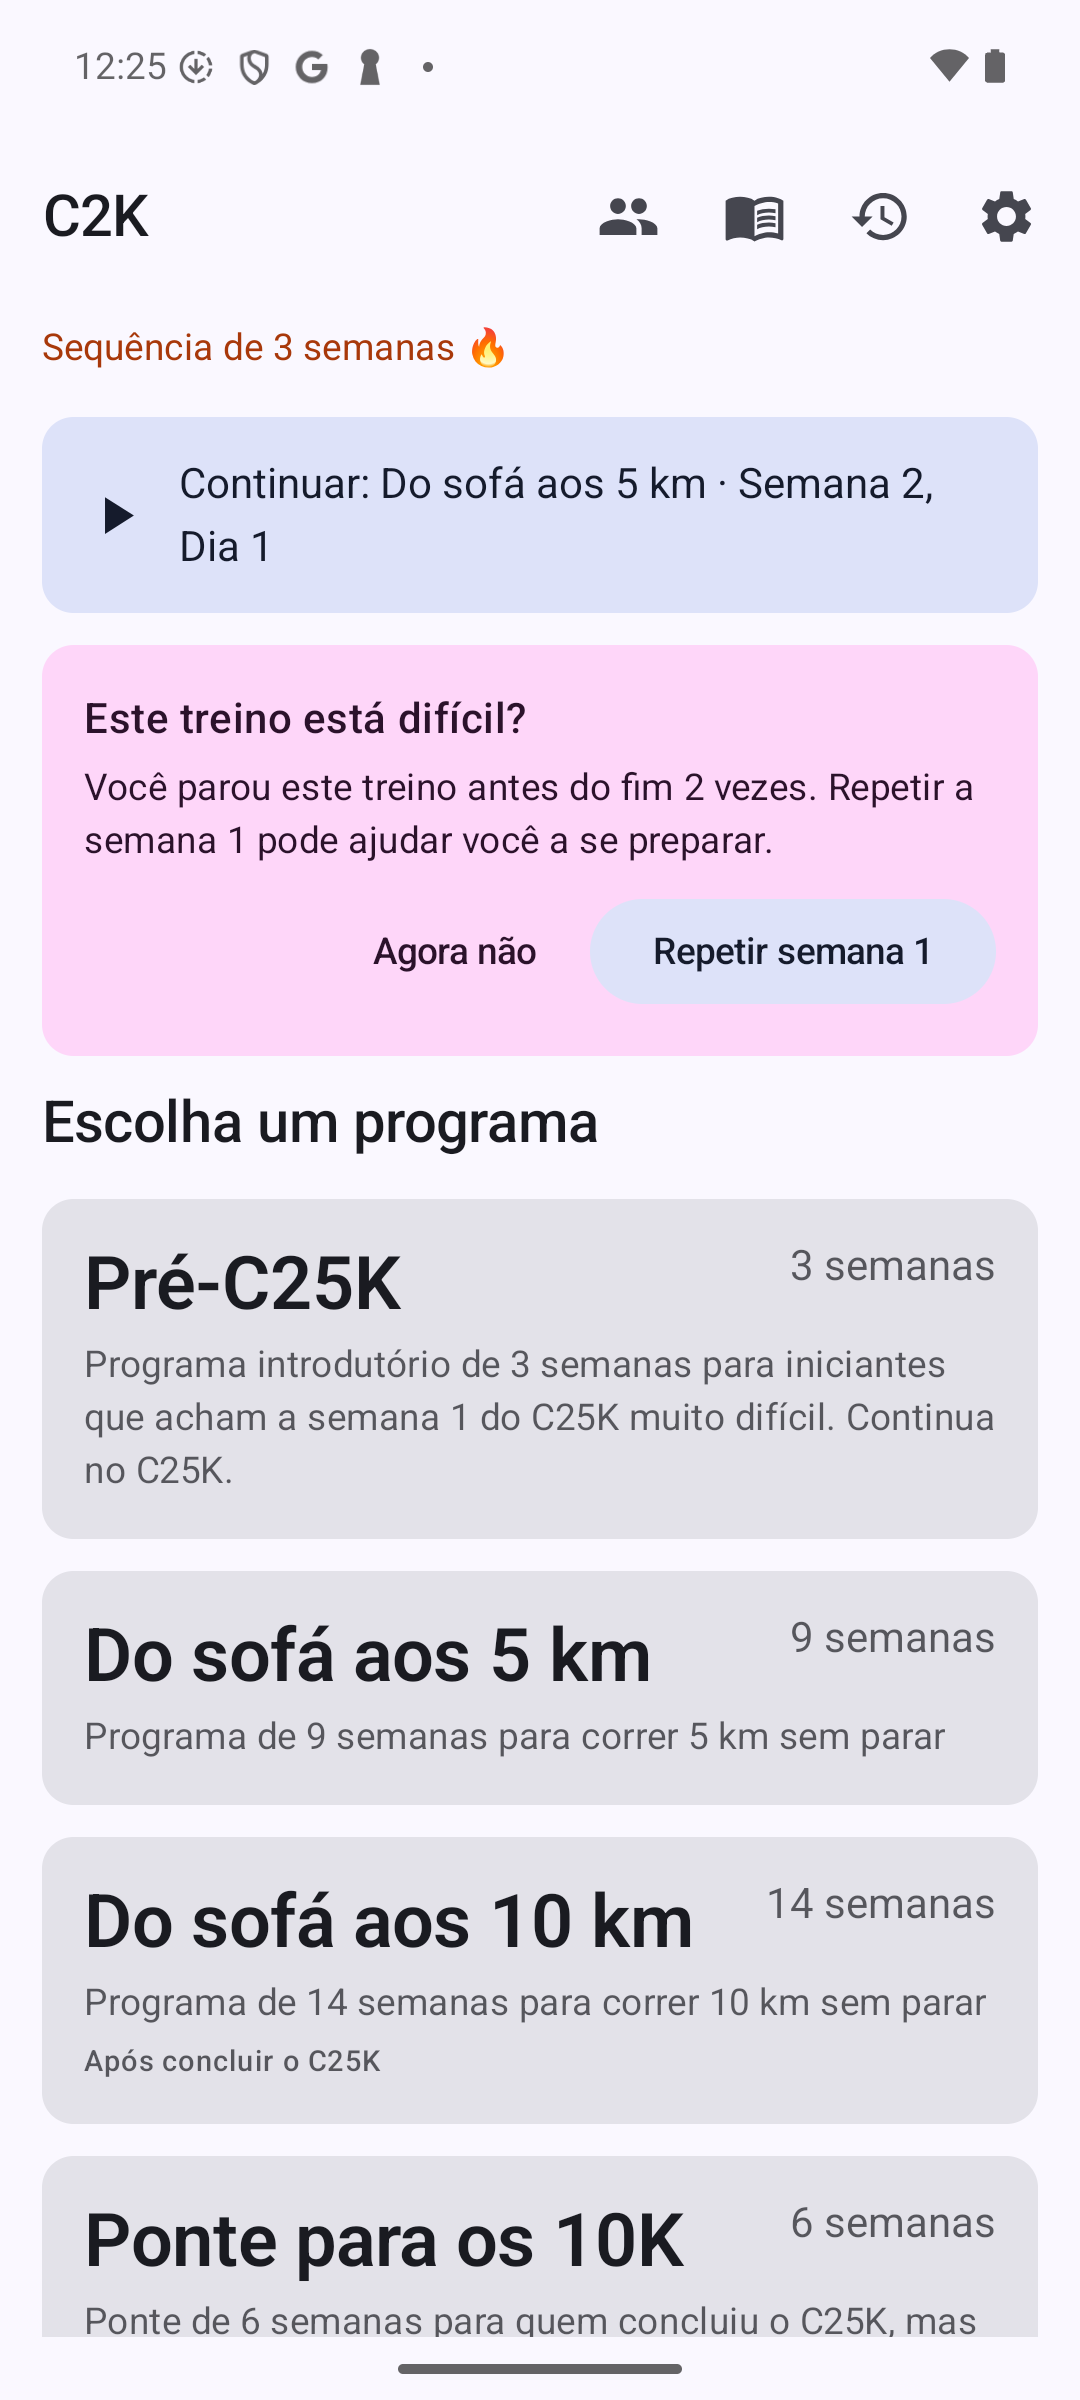 12:25
C2K
Sequência de 3 semanas 🔥
Continuar: Do sofá aos 5 km · Semana 2,
Dia 1
Este treino está difícil?
Você parou este treino antes do fim 2 vezes. Repetir a
semana 1 pode ajudar você a se preparar.
Agora não
Repetir semana 1
Escolha um programa
Pré-C25K
3 semanas
Programa introdutório de 3 semanas para iniciantes
que acham a semana 1 do C25K muito difícil. Continua
no C25K.
Do sofá aos 5 km
9 semanas
Programa de 9 semanas para correr 5 km sem parar
Do sofá aos 10 km
14 semanas
Programa de 14 semanas para correr 10 km sem parar
Após concluir o C25K
Ponte para os 10K
6 semanas
Ponte de 6 semanas para quem concluiu o C25K, mas